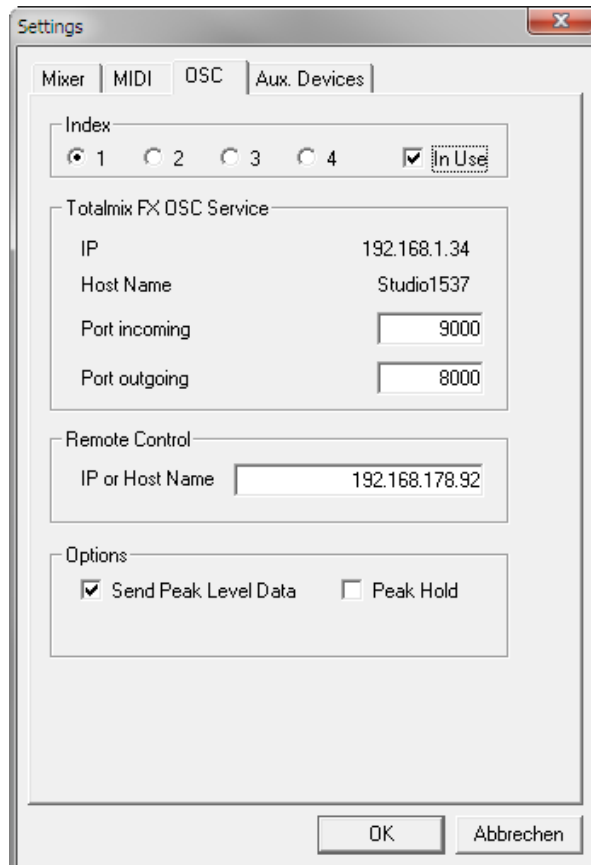 Settings
Mixer MIDI OSC Aux. Devices
Index
1 2 3 4 In Use
Totalmix FX OSC Service
IP 192.168.1.34
Host Name Studio1537
Port incoming 9000
Port outgoing 8000
Remote Control
IP or Host Name 192.168.178.92
Options
Send Peak Level Data Peak Hold
OK Abbrechen